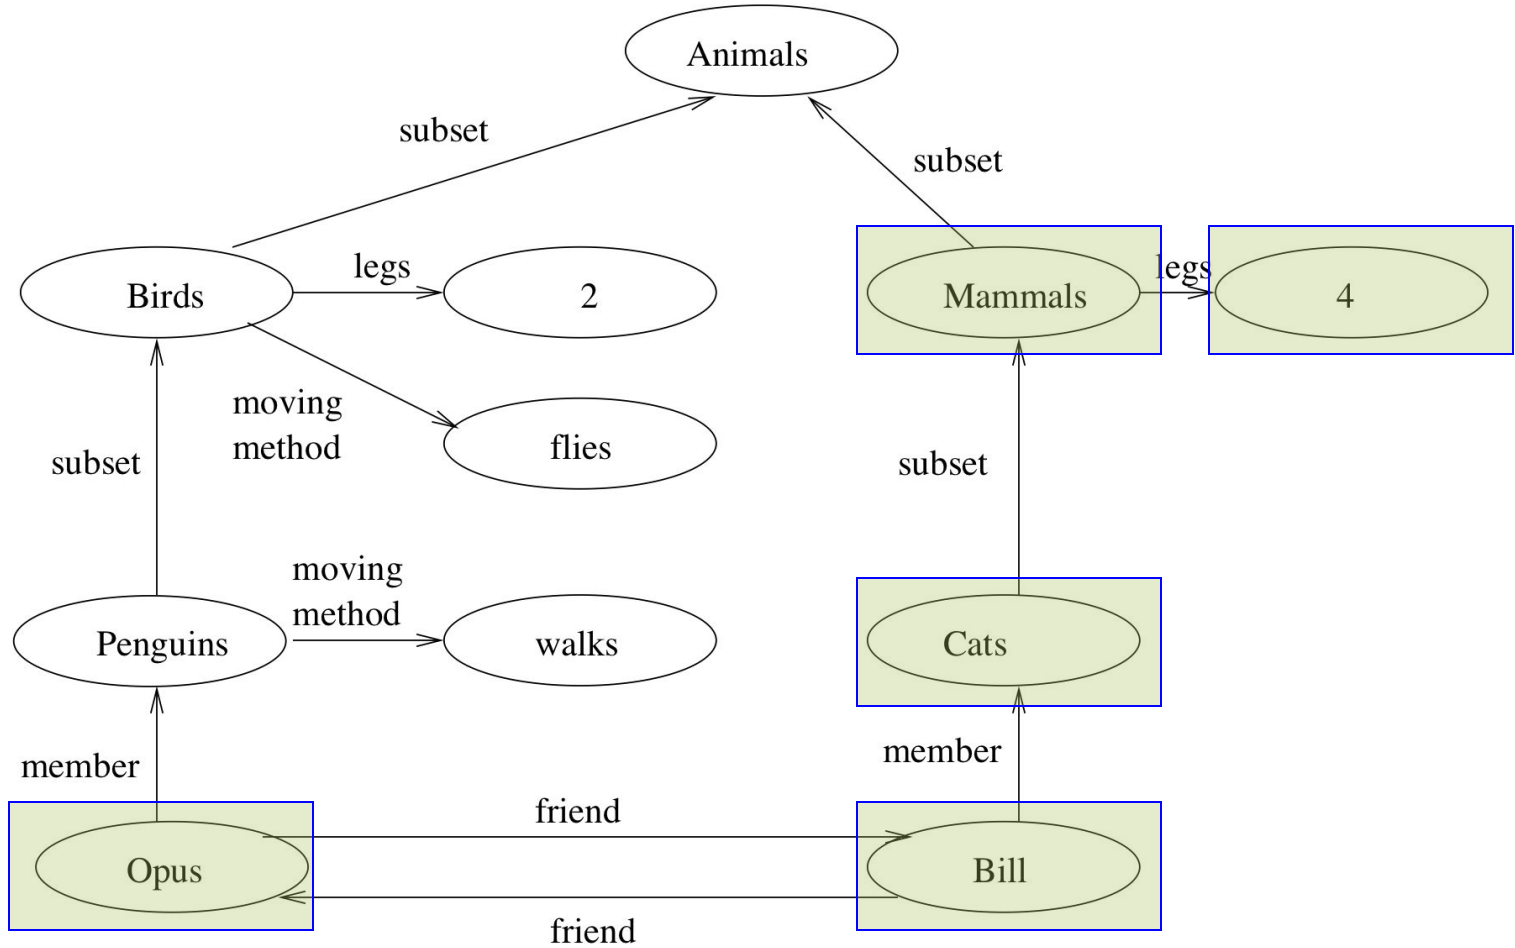 Animals
subset
subset
Birds
legs
2
Mammals
legs
4
moving
method
flies
subset
subset
moving
method
Penguins
walks
Cats
member
member
friend
Opus
Bill
friend